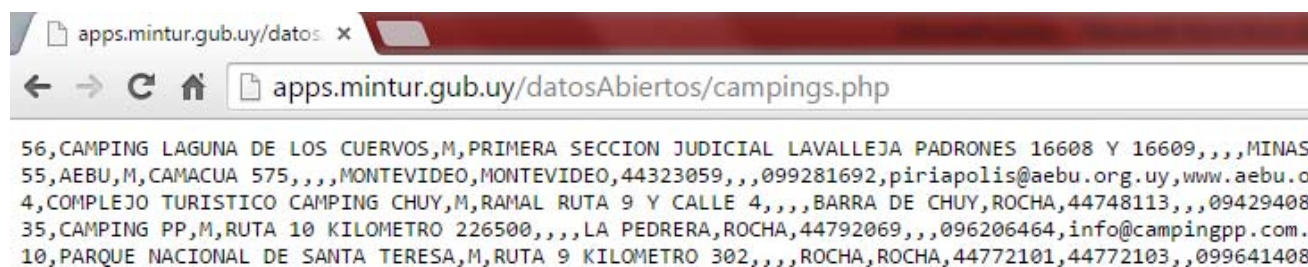 apps.mintur.gub.uy/datos
apps.mintur.gub.uy/datosAbiertos/campings.php
56,CAMPING LAGUNA DE LOS CUERVOS,M,PRIMERA SECCION JUDICIAL LAVALLEJA PADRONES 16608 Y 16609,,,,MINAS
55,AEBU,M,CAMACUA 575,,,,MONTEVIDEO,MONTEVIDEO,44323059,,,099281692,piriapolis@aebu.org.uy,www.aebu.o
4,COMPLEJO TURISTICO CAMPING CHUY,M,RAMAL RUTA 9 Y CALLE 4,,,,BARRA DE CHUY,ROCHA,44748113,,,09429408
35,CAMPING PP,M,RUTA 10 KILOMETRO 226500,,,,LA PEDRERA,ROCHA,44792069,,,096206464,info@campingpp.com.
10,PARQUE NACIONAL DE SANTA TERESA,M,RUTA 9 KILOMETRO 302,,,,ROCHA,ROCHA,44772101,44772103,,099641408